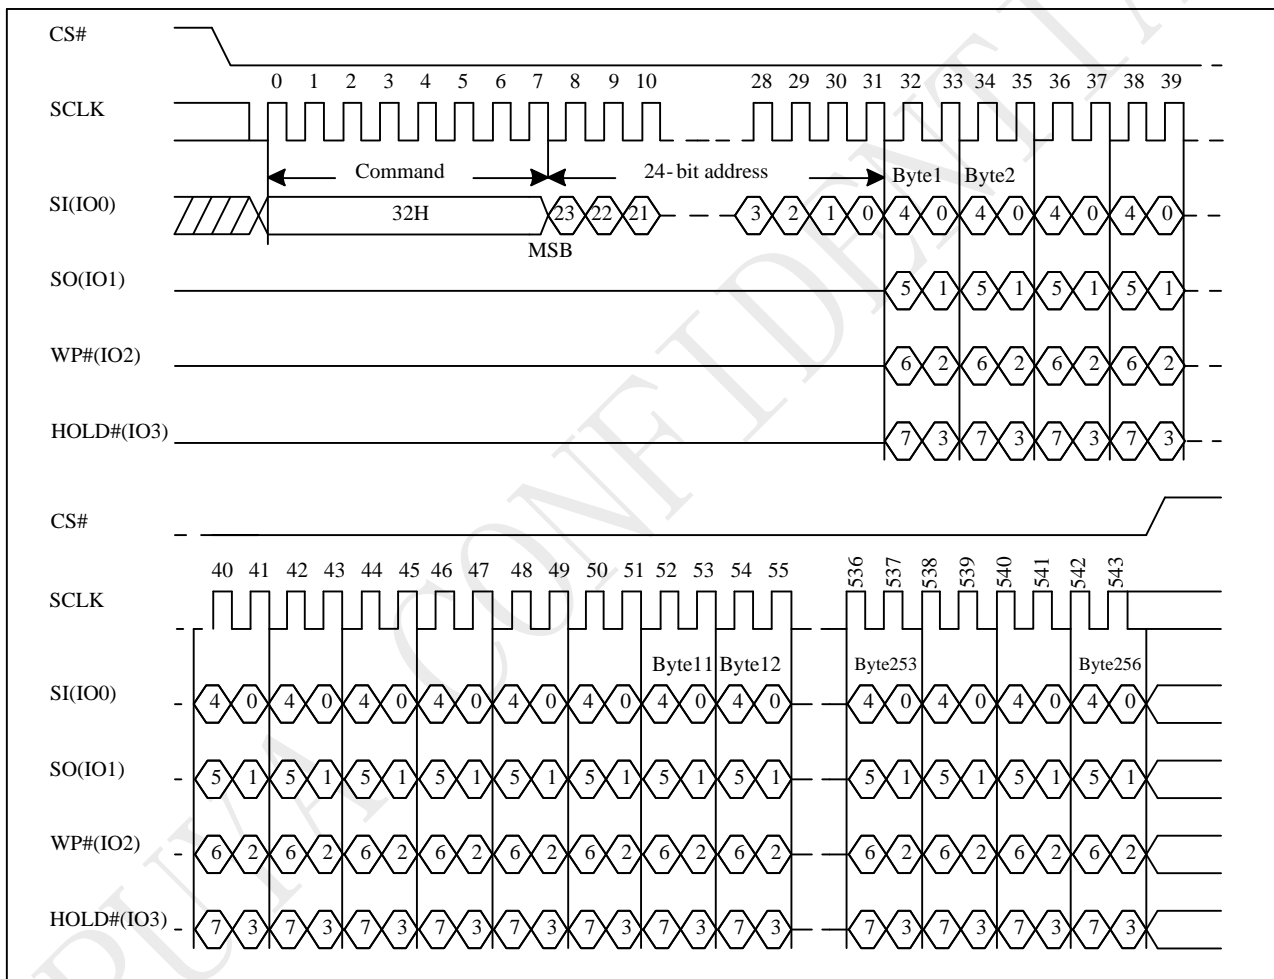 CS#
0 1 2 3 4 5 6 7 8 9 10 28 29 30 31 32 33 34 35 36 37 38 39
SCLK
Command 24-bit address Byte1 Byte2
SI(IO0) 32H 23 22 21 3 2 1 0 4 0 4 0 4 0 4 0
MSB
SO(IO1) 5 1 5 1 5 1 5 1
WP#(IO2) 6 2 6 2 6 2 6 2
HOLD#(IO3) 7 3 7 3 7 3 7 3
CS#
40 41 42 43 44 45 46 47 48 49 50 51 52 53 54 55 536 537 538 539 540 541 542 543
SCLK
Byte11 Byte12 Byte253 Byte256
SI(IO0) 4 0 4 0 4 0 4 0 4 0 4 0 4 0 4 0 4 0 4 0 4 0 4 0
SO(IO1) 5 1 5 1 5 1 5 1 5 1 5 1 5 1 5 1 5 1 5 1 5 1 5 1
WP#(IO2) 6 2 6 2 6 2 6 2 6 2 6 2 6 2 6 2 6 2 6 2 6 2 6 2
HOLD#(IO3) 7 3 7 3 7 3 7 3 7 3 7 3 7 3 7 3 7 3 7 3 7 3 7 3
PUYA CONFIDENTIA